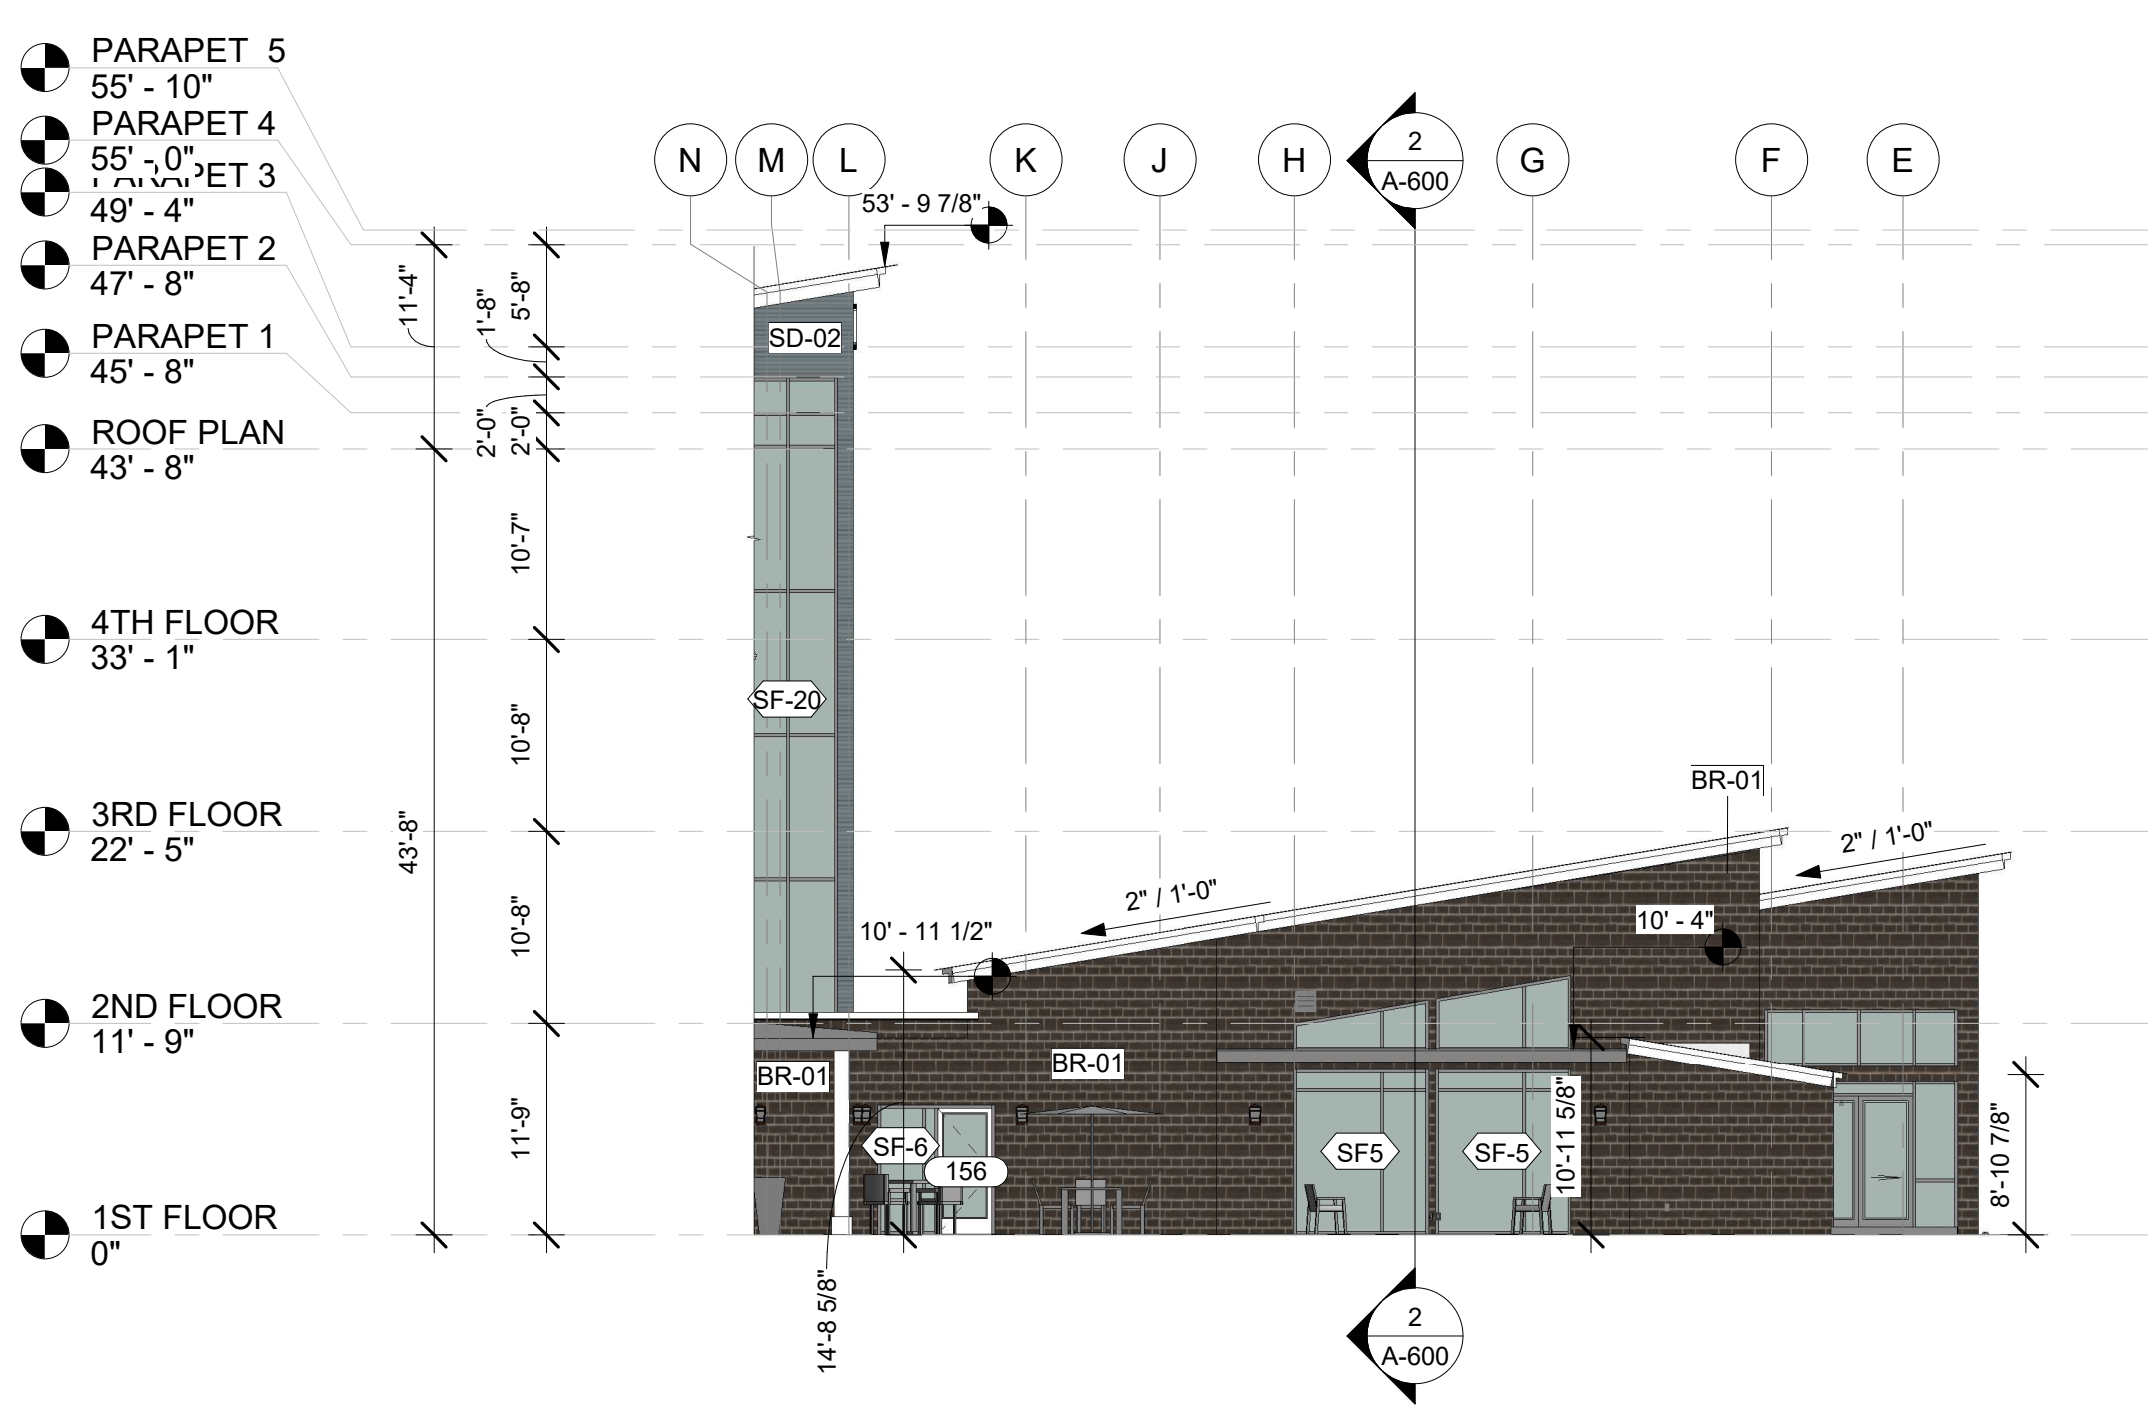 PARAPET 5
55' - 10"
PARAPET 4
55' - 0"
PARAPET 3
49' - 4"
PARAPET 2
47' - 8"
PARAPET 1
45' - 8"
ROOF PLAN
43' - 8"
4TH FLOOR
33' - 1"
3RD FLOOR
22' - 5"
2ND FLOOR
11' - 9"
1ST FLOOR
0"
11'-4"
43'-8"
1'-8"
5'-8"
2'-0"
2'-0"
10'-7"
10'-8"
10'-8"
11'-9"
N
M
L
K
J
H
2
A-600
G
F
E
53' - 9 7/8"
SD-02
SF-20
BR-01
2" / 1'-0"
2" / 1'-0"
10' - 11 1/2"
10' - 4"
BR-01
BR-01
SF-6
156
SF5
SF-5
10'-11 5/8"
8'-10 7/8"
14'-8 5/8"
2
A-600